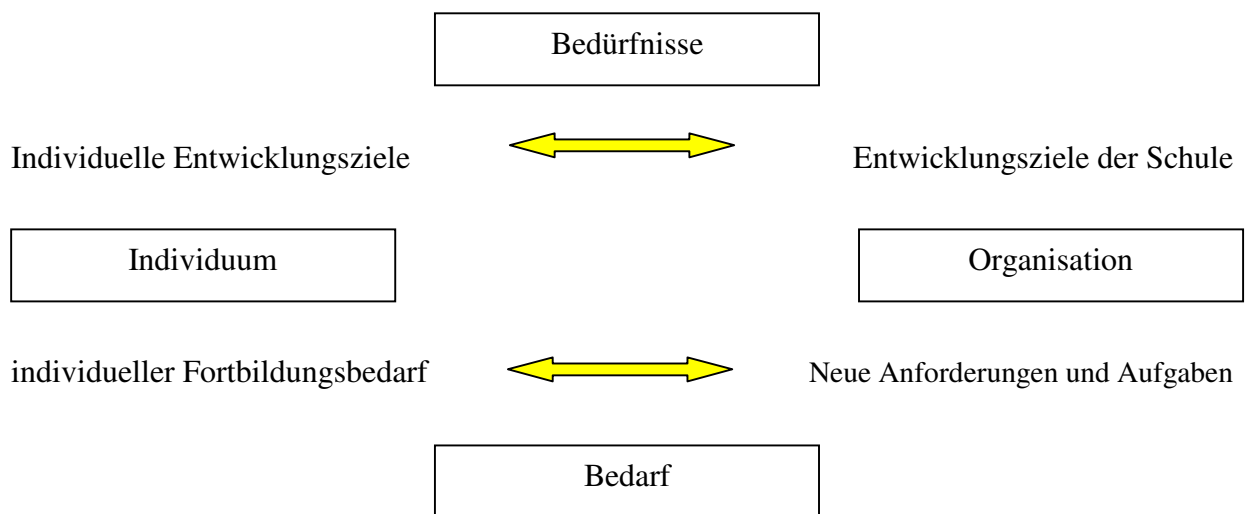 Bedürfnisse
Individuelle Entwicklungsziele
Entwicklungsziele der Schule
Individuum
Organisation
individueller Fortbildungsbedarf
Neue Anforderungen und Aufgaben
Bedarf